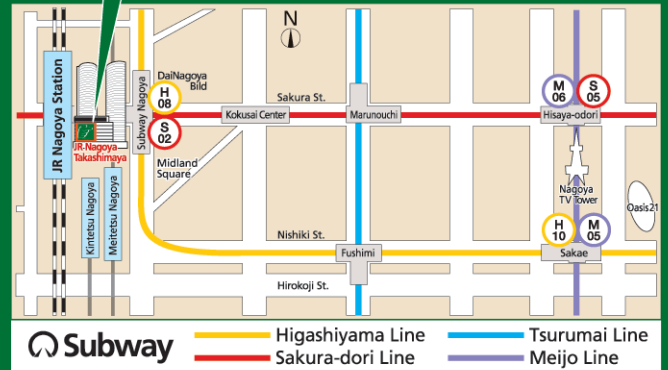 N
DaiNagoya
Bild
H
08
S
02
M
06
S
05
Sakura St.
JR Nagoya Station
Subway Nagoya
Kokusai Center
Marunouchi
Hisaya-odori
JR Nagoya
Takashimaya
Midland
Square
Kintetsu Nagoya
Meitetsu Nagoya
Nagoya
TV Tower
Oasis21
Nishiki St.
H
10
M
05
Fushimi
Sakae
Hirokoji St.
Subway
Higashiyama Line
Tsurumai Line
Sakura-dori Line
Meijo Line